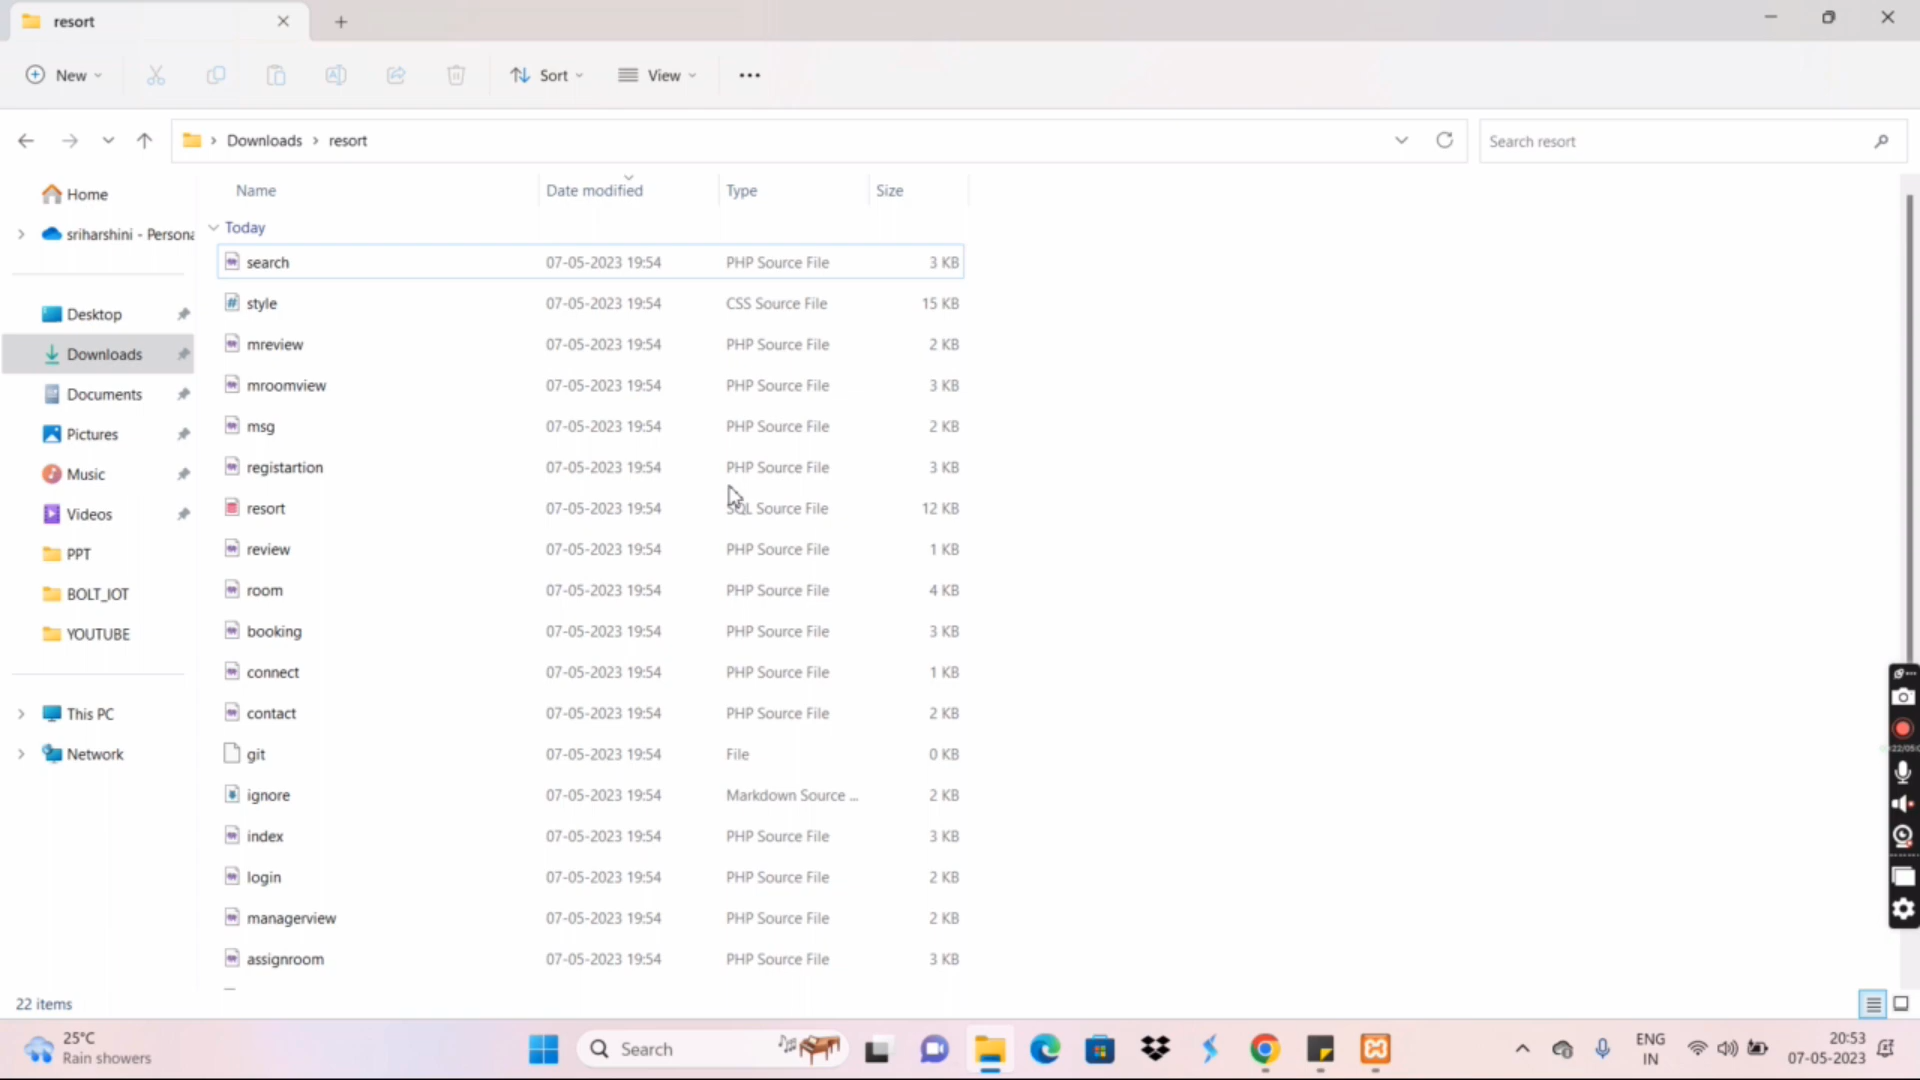 resort
New
Sort
View
Downloads
resort
Search resort
Home
sriharshini - Persona
Desktop
Downloads
Documents
Pictures
Music
Videos
PPT
BOLT_IOT
YOUTUBE
This PC
Network
Name Date modified Type Size
Today
search 07-05-2023 19:54 PHP Source File 3 KB
style 07-05-2023 19:54 CSS Source File 15 KB
mreview 07-05-2023 19:54 PHP Source File 2 KB
mroomview 07-05-2023 19:54 PHP Source File 3 KB
msg 07-05-2023 19:54 PHP Source File 2 KB
registartion 07-05-2023 19:54 PHP Source File 3 KB
resort 07-05-2023 19:54 SQL Source File 12 KB
review 07-05-2023 19:54 PHP Source File 1 KB
room 07-05-2023 19:54 PHP Source File 4 KB
booking 07-05-2023 19:54 PHP Source File 3 KB
connect 07-05-2023 19:54 PHP Source File 1 KB
contact 07-05-2023 19:54 PHP Source File 2 KB
git 07-05-2023 19:54 File 0 KB
ignore 07-05-2023 19:54 Markdown Source ... 2 KB
index 07-05-2023 19:54 PHP Source File 3 KB
login 07-05-2023 19:54 PHP Source File 2 KB
managerview 07-05-2023 19:54 PHP Source File 2 KB
assignroom 07-05-2023 19:54 PHP Source File 3 KB
22 items
25°C
Rain showers
Search
ENG
IN
20:53
07-05-2023